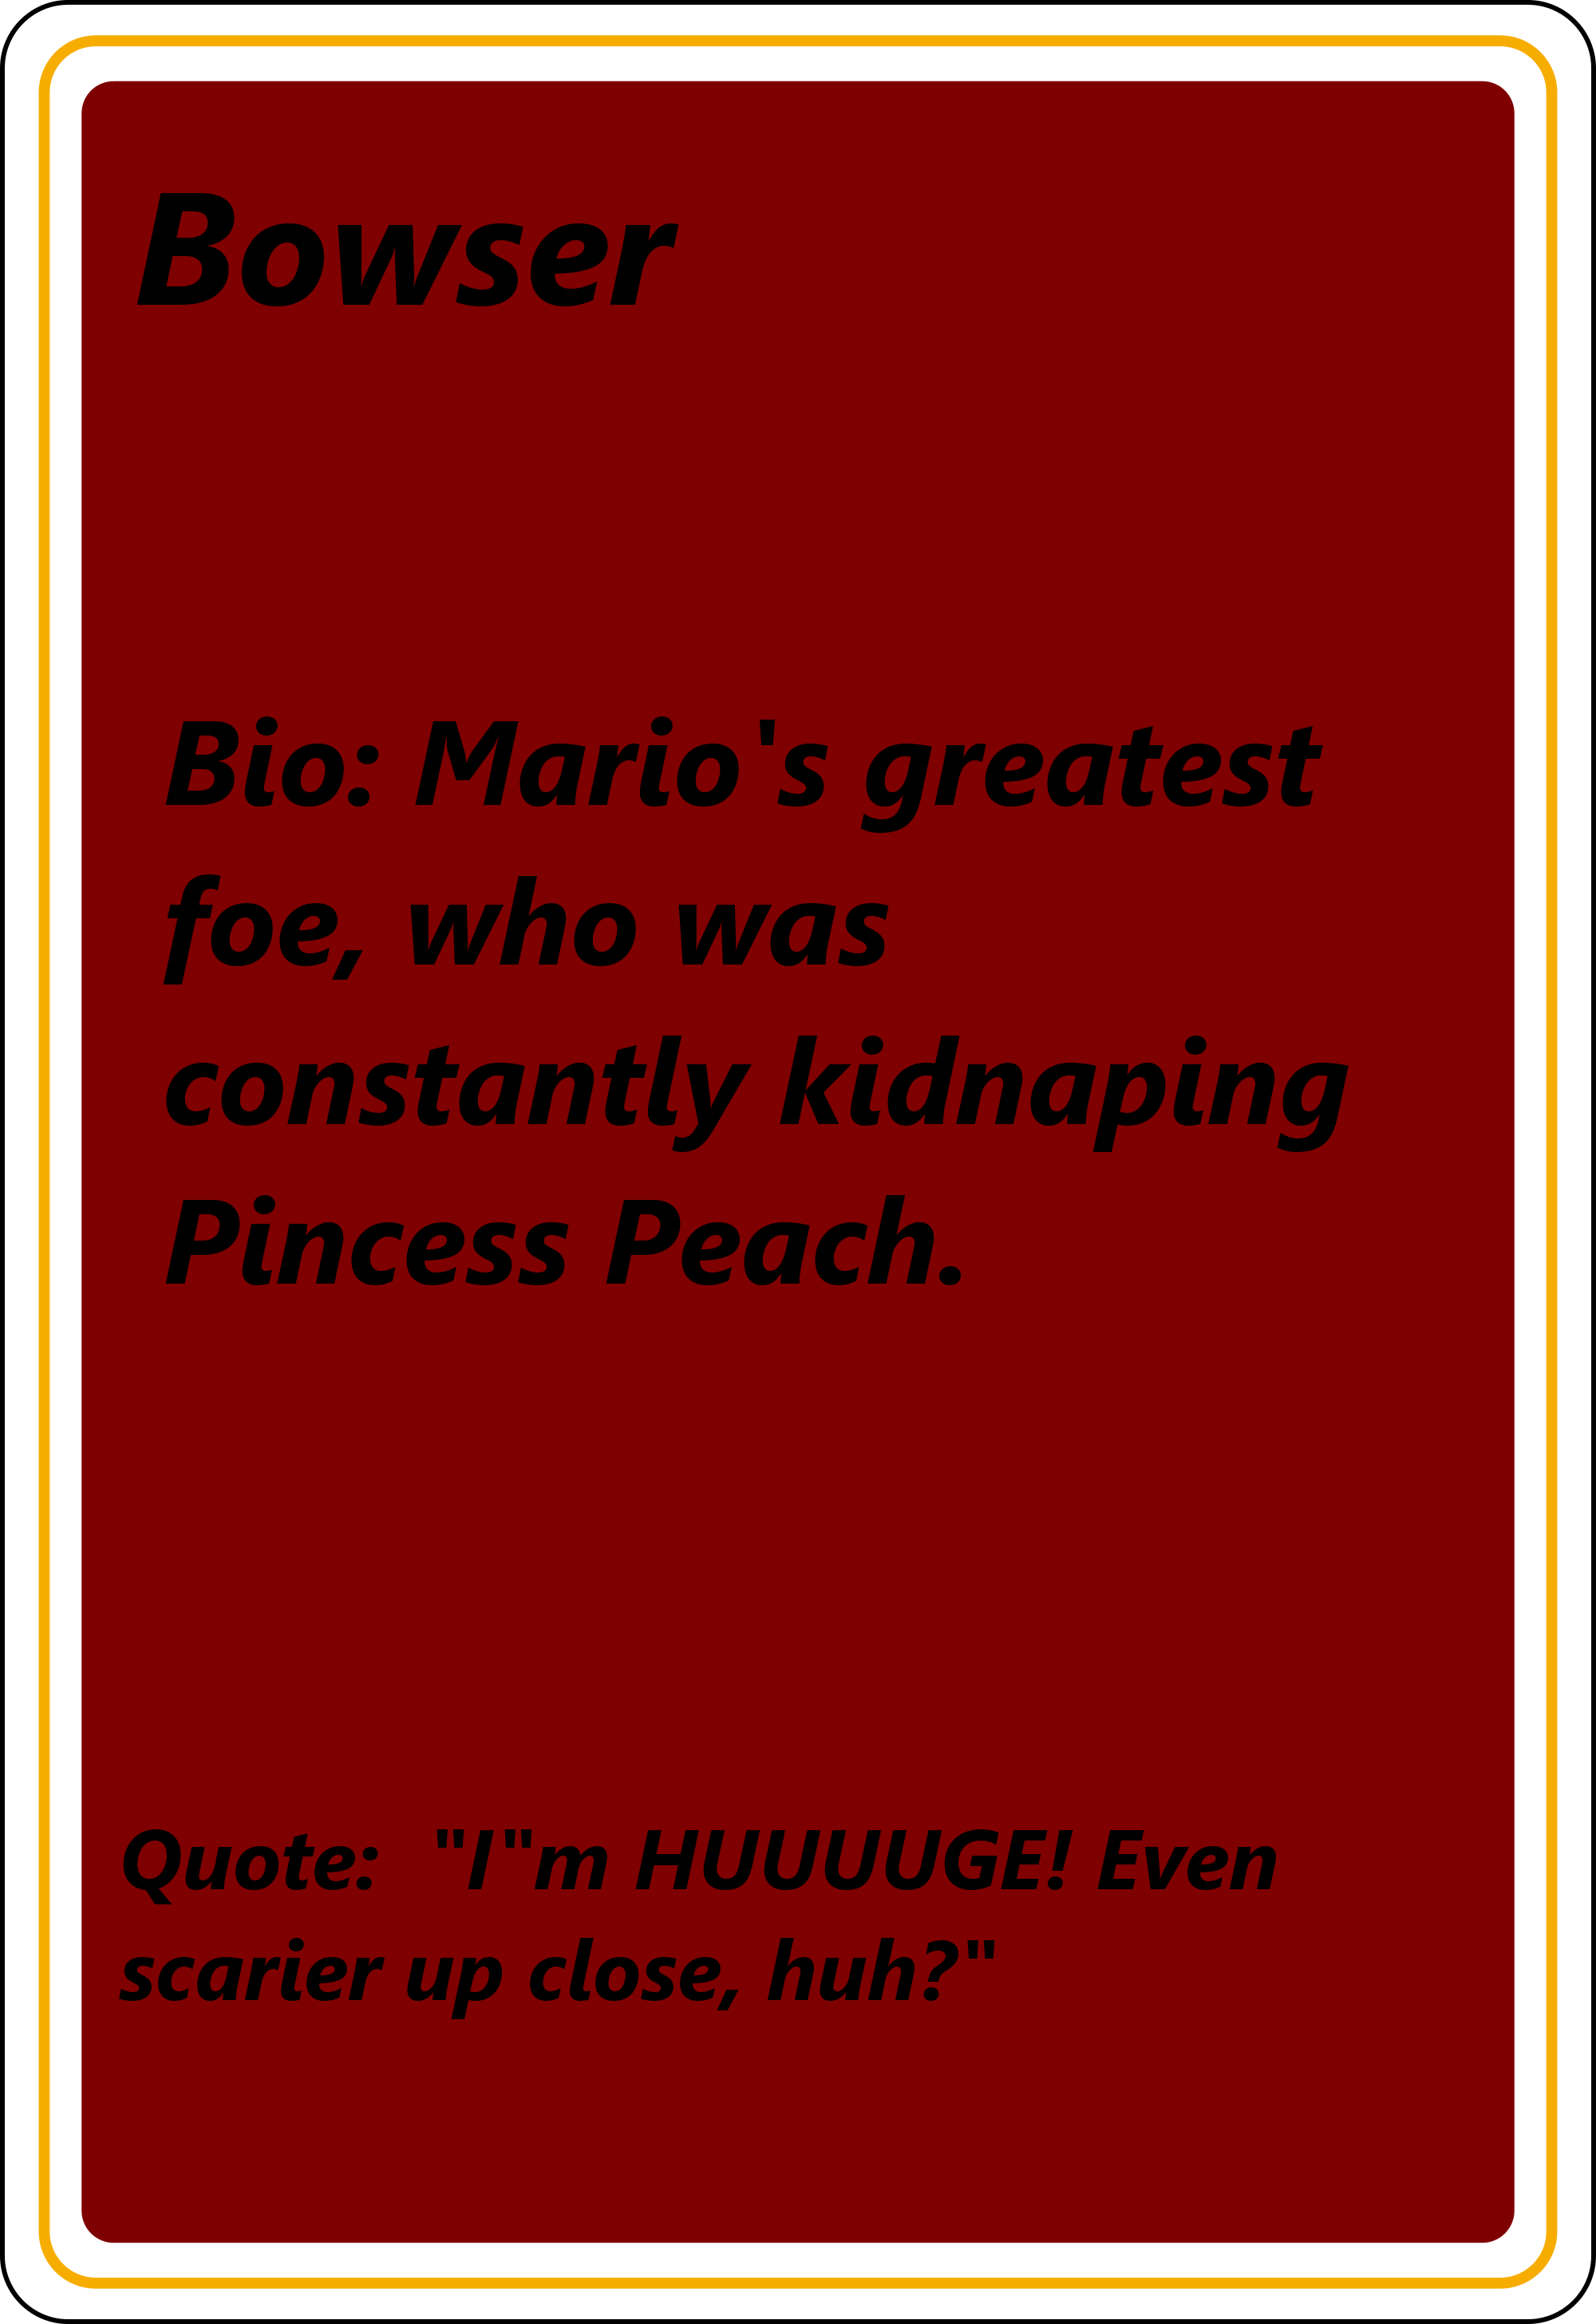 Bowser
Bio: Mario's greatest
foe, who was
constantly kidnaping
Pincess Peach.
Quote: "I"m HUUUUGE! Even
scarier up close, huh?"